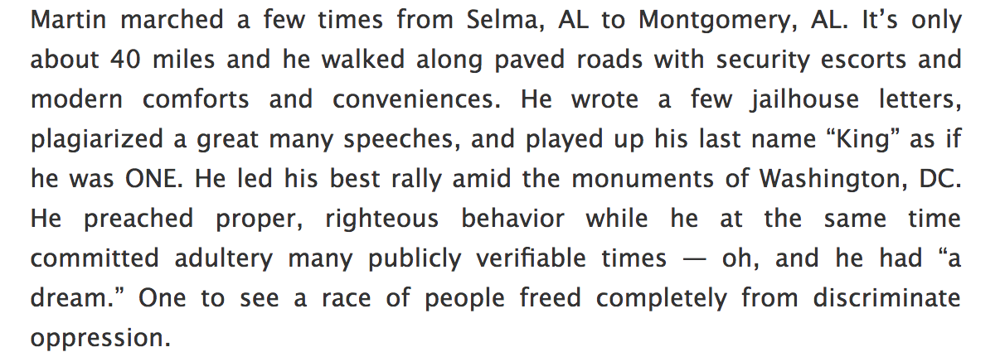 Martin marched a few times from Selma, AL to Montgomery, AL. It’s only
about 40 miles and he walked along paved roads with security escorts and
modern comforts and conveniences. He wrote a few jailhouse letters,
plagiarized a great many speeches, and played up his last name “King” as if
he was ONE. He led his best rally amid the monuments of Washington, DC.
He preached proper, righteous behavior while he at the same time
committed adultery many publicly verifiable times — oh, and he had “a
dream.” One to see a race of people freed completely from discriminate
oppression.